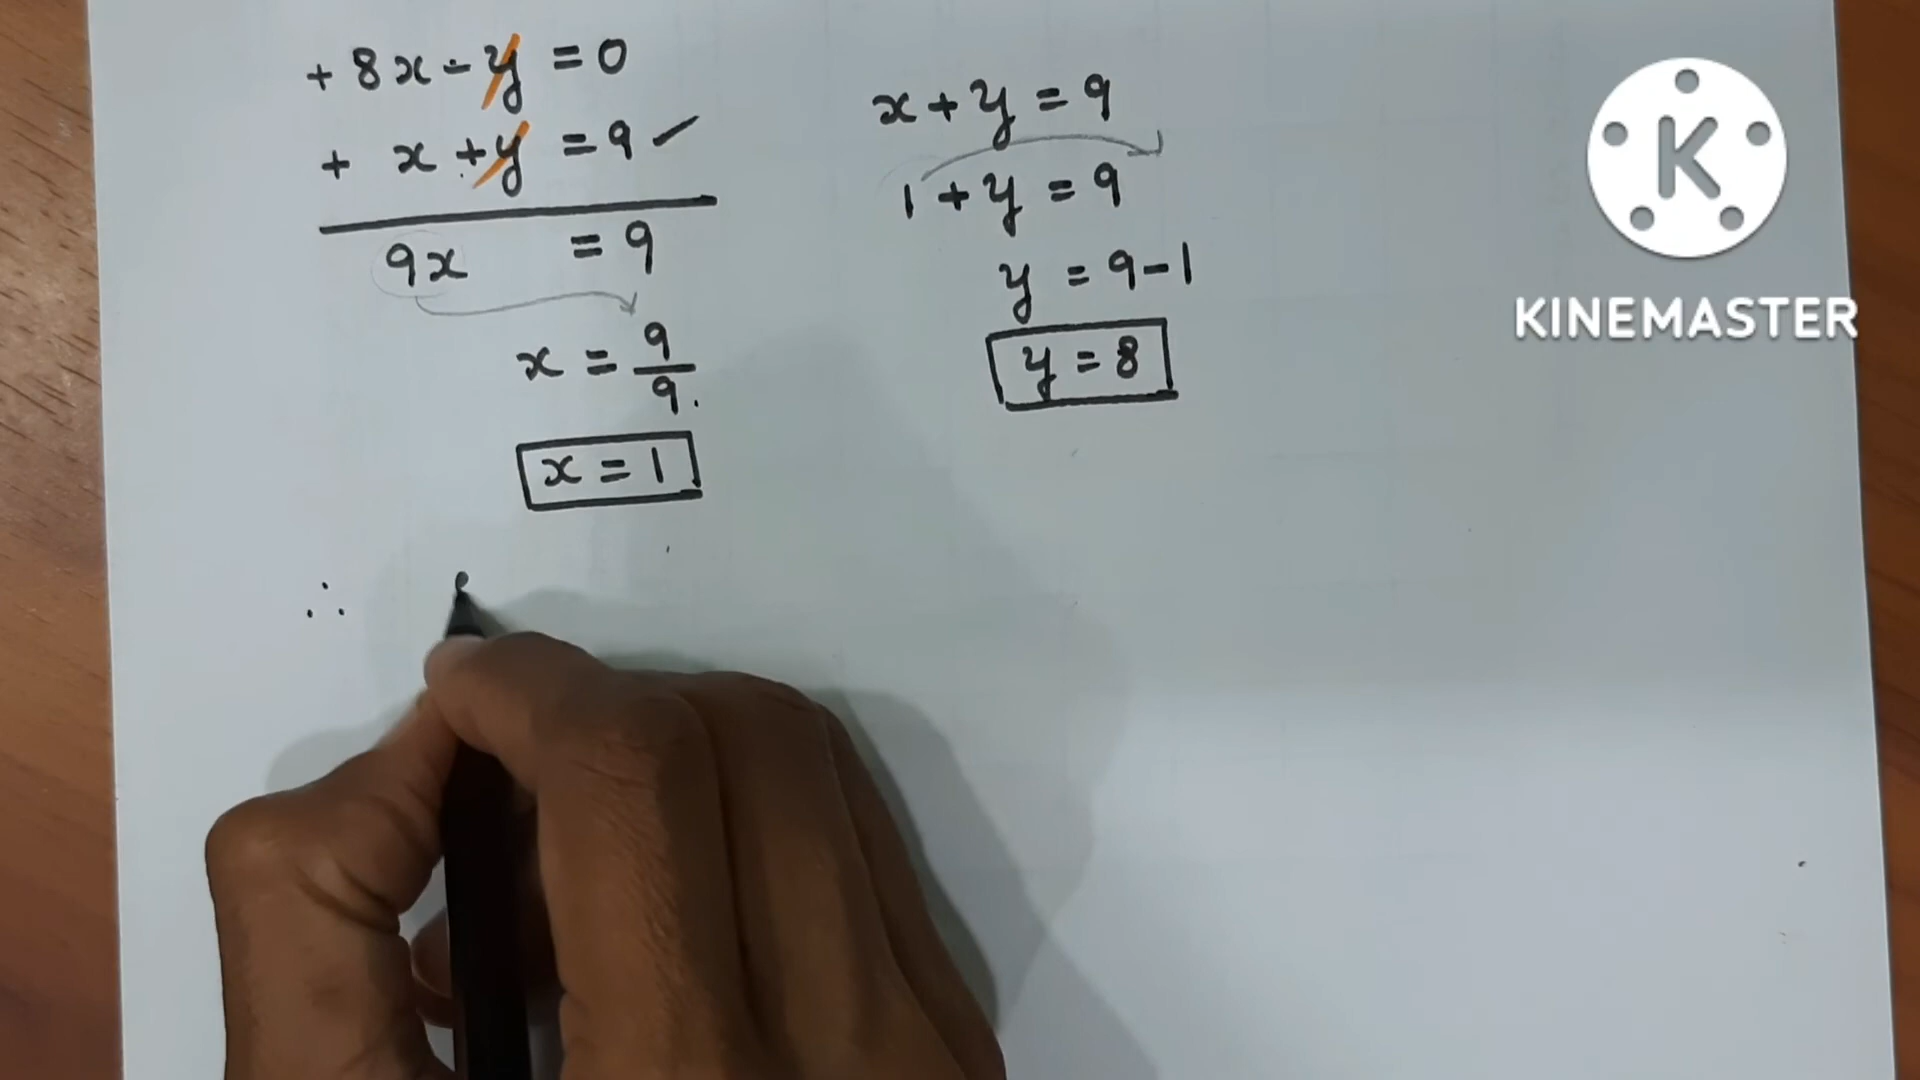 + 8x - y = 0
+ x + y = 9 ✓
9x = 9
x = 9/9.
x = 1
∴
x + y = 9
1 + y = 9
y = 9 - 1
y = 8
K
KINEMASTER